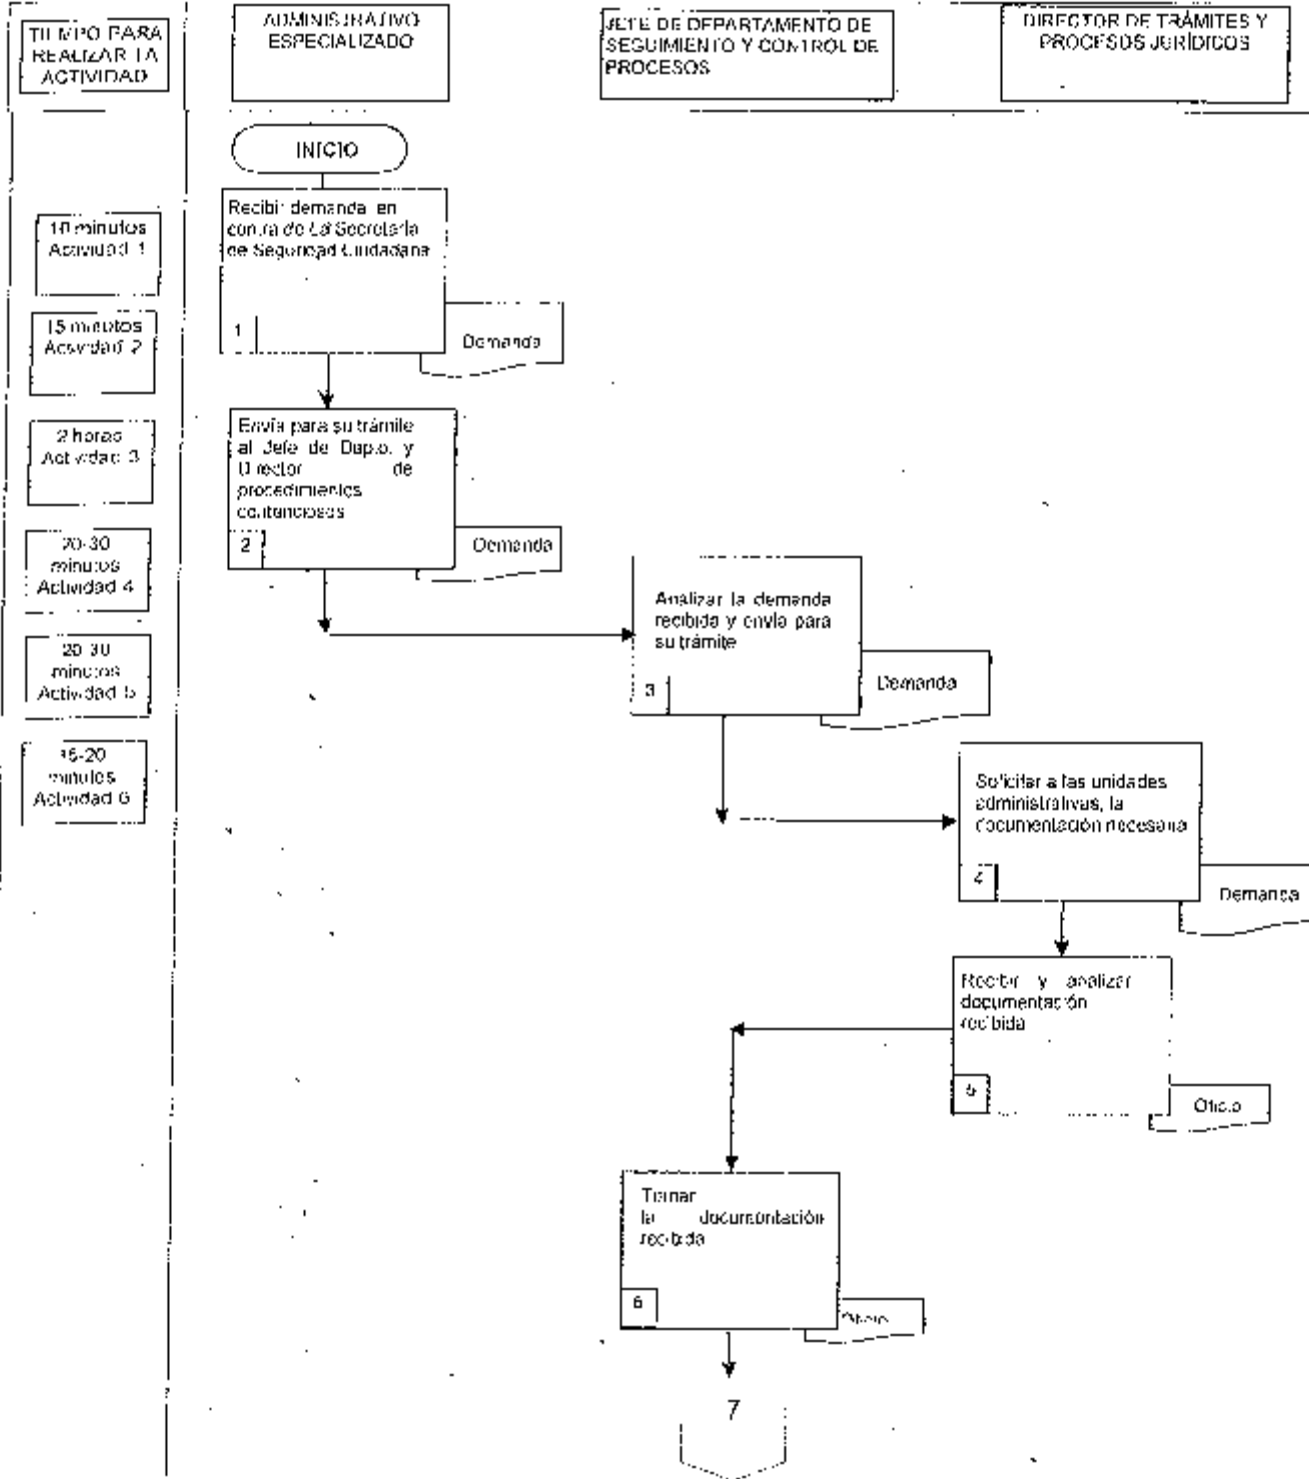 TIEMPO PARA
REALIZAR LA
ACTIVIDAD
ADMINISTRATIVO
ESPECIALIZADO
JEFE DE DEPARTAMENTO DE
SEGUIMIENTO Y CONTROL DE
PROCESOS
DIRECTOR DE TRÁMITES Y
PROCESOS JURÍDICOS
INICIO
10 minutos
Actividad 1
Recibir demanda en
contra de La Secretaría
de Seguridad Ciudadana
1
Demanda
15 minutos
Actividad 2
Envía para su trámite
al Jefe de Dapto. y
Director de
procedimientos
contenciosos
2
Demanda
2 horas
Actividad 3
Analizar la demanda
recibida y envía para
su trámite
3
Demanda
20-30
minutos
Actividad 4
Solicitar a las unidades
administrativas, la
documentación necesaria
4
Demanda
20-30
minutos
Actividad 5
Recibir y analizar
documentación
recibida
5
Oficio
15-20
minutos
Actividad 6
Turnar
la documentación
recibida
6
Oficio
7